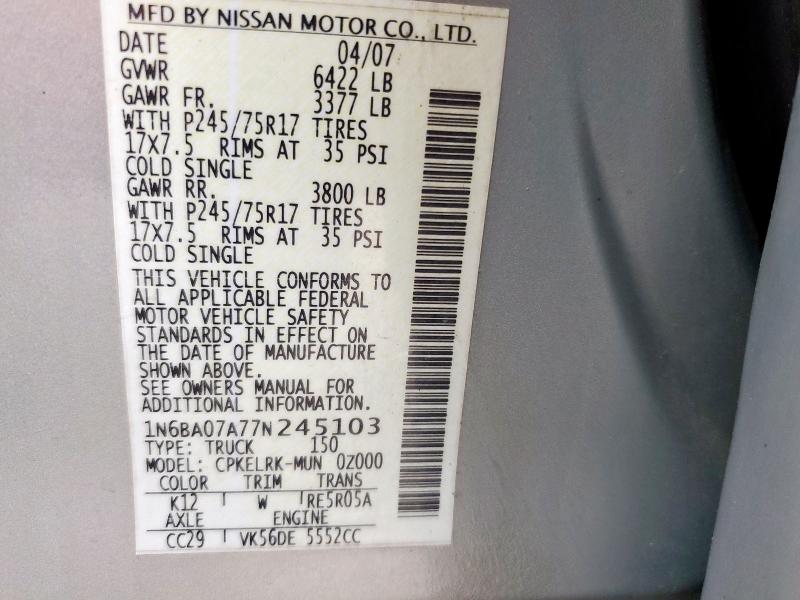 MFD BY NISSAN MOTOR CO., LTD.
DATE 04/07
GVWR 6422 LB
GAWR FR. 3377 LB
WITH P245/75R17 TIRES
17X7.5 RIMS AT 35 PSI
COLD SINGLE
GAWR RR. 3800 LB
WITH P245/75R17 TIRES
17X7.5 RIMS AT 35 PSI
COLD SINGLE
THIS VEHICLE CONFORMS TO
ALL APPLICABLE FEDERAL
MOTOR VEHICLE SAFETY
STANDARDS IN EFFECT ON
THE DATE OF MANUFACTURE
SHOWN ABOVE.
SEE OWNERS MANUAL FOR
ADDITIONAL INFORMATION.
1N6BA07A77N245103
TYPE: TRUCK 150
MODEL: CPKELRK-MUN 0Z000
COLOR TRIM TRANS
K12 W RE5R05A
AXLE ENGINE
CC29 VK56DE 5552CC